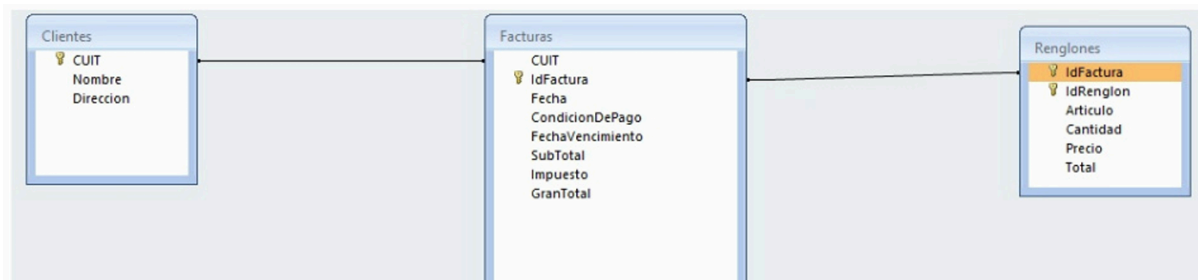 Clientes
CUIT
Nombre
Direccion
Facturas
CUIT
IdFactura
Fecha
CondicionDePago
FechaVencimiento
SubTotal
Impuesto
GranTotal
Renglones
IdFactura
IdRenglon
Articulo
Cantidad
Precio
Total